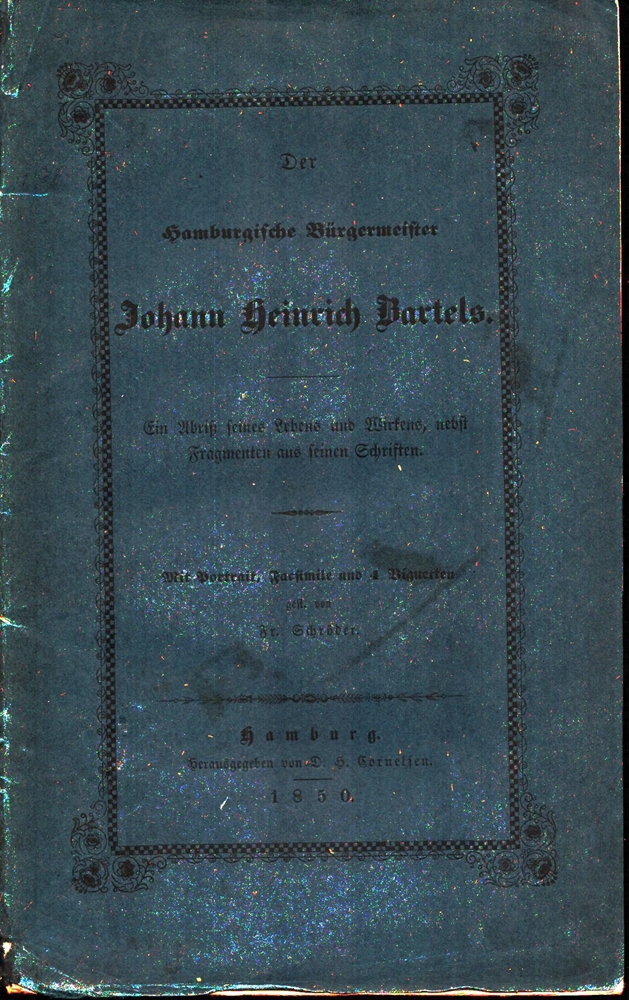 Der
Hamburgische Bürgermeister
Johann Heinrich Bartels.
Ein Abriß seines Lebens und Wirkens, nebst
Fragmenten aus seinen Schriften.
Mit Portrait, Facsimile und 4 Vignetten
gest. von
Fr. Schröder.
Hamburg.
Herausgegeben von D. H. Cornelsen.
1850.